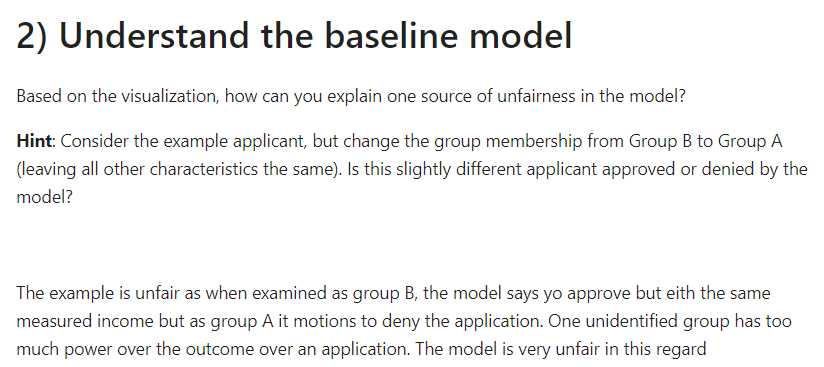 2) Understand the baseline model
Based on the visualization, how can you explain one source of unfairness in the model?
Hint: Consider the example applicant, but change the group membership from Group B to Group A
(leaving all other characteristics the same). Is this slightly different applicant approved or denied by the
model?
The example is unfair as when examined as group B, the model says yo approve but eith the same
measured income but as group A it motions to deny the application. One unidentified group has too
much power over the outcome over an application. The model is very unfair in this regard